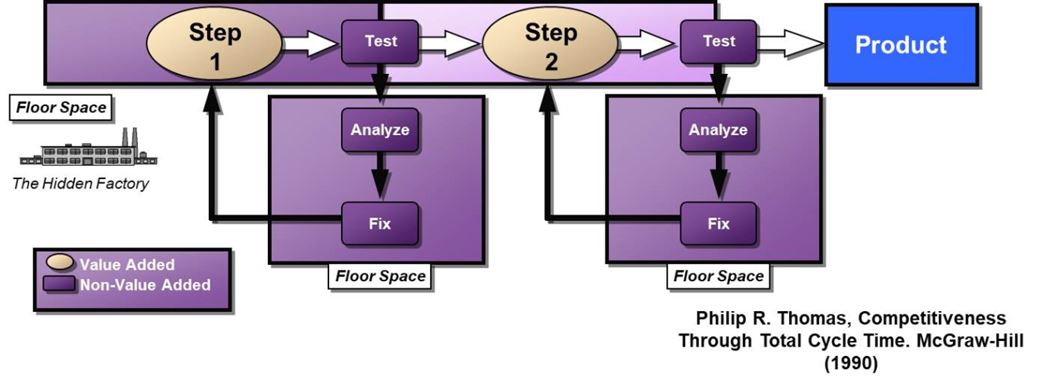 Step
1
Test
Step
2
Test
Product
Floor Space
The Hidden Factory
Analyze
Fix
Floor Space
Analyze
Fix
Floor Space
Value Added
Non-Value Added
Philip R. Thomas, Competitiveness
Through Total Cycle Time. McGraw-Hill
(1990)